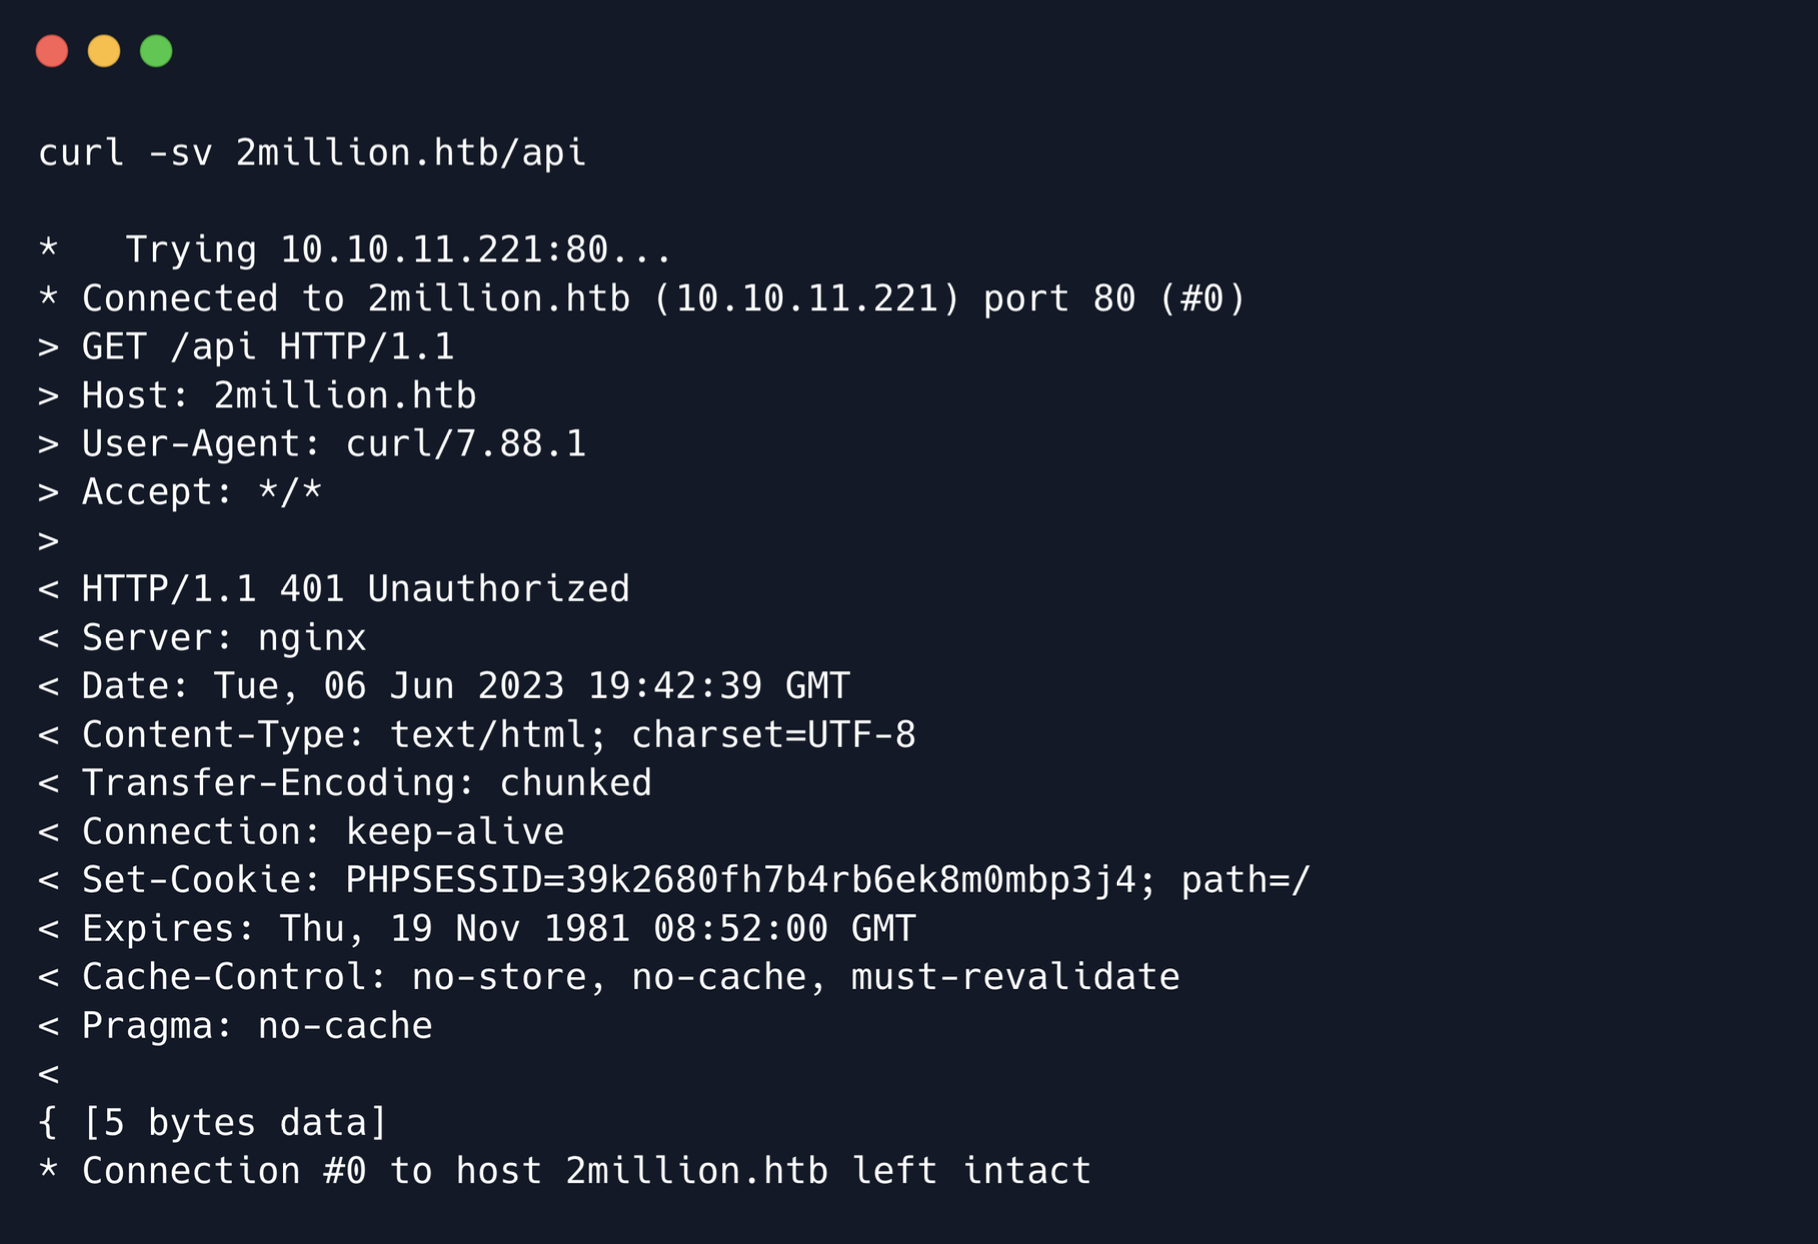 curl -sv 2million.htb/api
*   Trying 10.10.11.221:80...
* Connected to 2million.htb (10.10.11.221) port 80 (#0)
> GET /api HTTP/1.1
> Host: 2million.htb
> User-Agent: curl/7.88.1
> Accept: */*
>
< HTTP/1.1 401 Unauthorized
< Server: nginx
< Date: Tue, 06 Jun 2023 19:42:39 GMT
< Content-Type: text/html; charset=UTF-8
< Transfer-Encoding: chunked
< Connection: keep-alive
< Set-Cookie: PHPSESSID=39k2680fh7b4rb6ek8m0mbp3j4; path=/
< Expires: Thu, 19 Nov 1981 08:52:00 GMT
< Cache-Control: no-store, no-cache, must-revalidate
< Pragma: no-cache
<
{ [5 bytes data]
* Connection #0 to host 2million.htb left intact